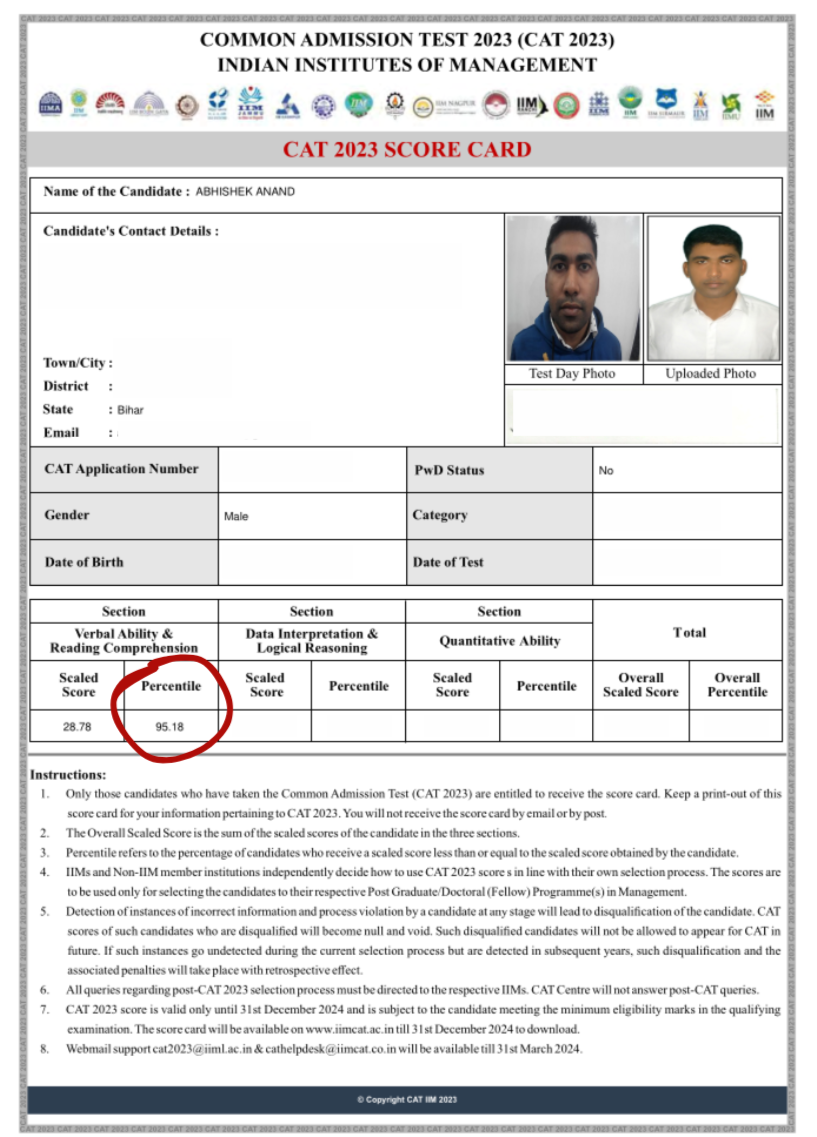 COMMON ADMISSION TEST 2023 (CAT 2023)
INDIAN INSTITUTES OF MANAGEMENT
IIM NAGPUR
IIM
IIMU
IIM
CAT 2023 SCORE CARD
Name of the Candidate : ABHISHEK ANAND
Candidate's Contact Details :
Town/City :
District :
State : Bihar
Email :
Test Day Photo
Uploaded Photo
CAT Application Number
PwD Status
No
Gender
Male
Category
Date of Birth
Date of Test
Section
Section
Section
Total
Verbal Ability &
Reading Comprehension
Data Interpretation &
Logical Reasoning
Quantitative Ability
Scaled
Score
Percentile
Scaled
Score
Percentile
Scaled
Score
Percentile
Overall
Scaled Score
Overall
Percentile
28.78
95.18
Instructions:
1. Only those candidates who have taken the Common Admission Test (CAT 2023) are entitled to receive the score card. Keep a print-out of this
score card for your information pertaining to CAT 2023. You will not receive the score card by email or by post.
2. The Overall Scaled Score is the sum of the scaled scores of the candidate in the three sections.
3. Percentile refers to the percentage of candidates who receive a scaled score less than or equal to the scaled score obtained by the candidate.
4. IIMs and Non-IIM member institutions independently decide how to use CAT 2023 score s in line with their own selection process. The scores are
to be used only for selecting the candidates to their respective Post Graduate/Doctoral (Fellow) Programme(s) in Management.
5. Detection of instances of incorrect information and process violation by a candidate at any stage will lead to disqualification of the candidate. CAT
scores of such candidates who are disqualified will become null and void. Such disqualified candidates will not be allowed to appear for CAT in
future. If such instances go undetected during the current selection process but are detected in subsequent years, such disqualification and the
associated penalties will take place with retrospective effect.
6. All queries regarding post-CAT 2023 selection process must be directed to the respective IIMs. CAT Centre will not answer post-CAT queries.
7. CAT 2023 score is valid only until 31st December 2024 and is subject to the candidate meeting the minimum eligibility marks in the qualifying
examination. The score card will be available on www.iimcat.ac.in till 31st December 2024 to download.
8. Webmail support cat2023@iiml.ac.in & cathelpdesk@iimcat.co.in will be available till 31st March 2024.
© Copyright CAT IIM 2023